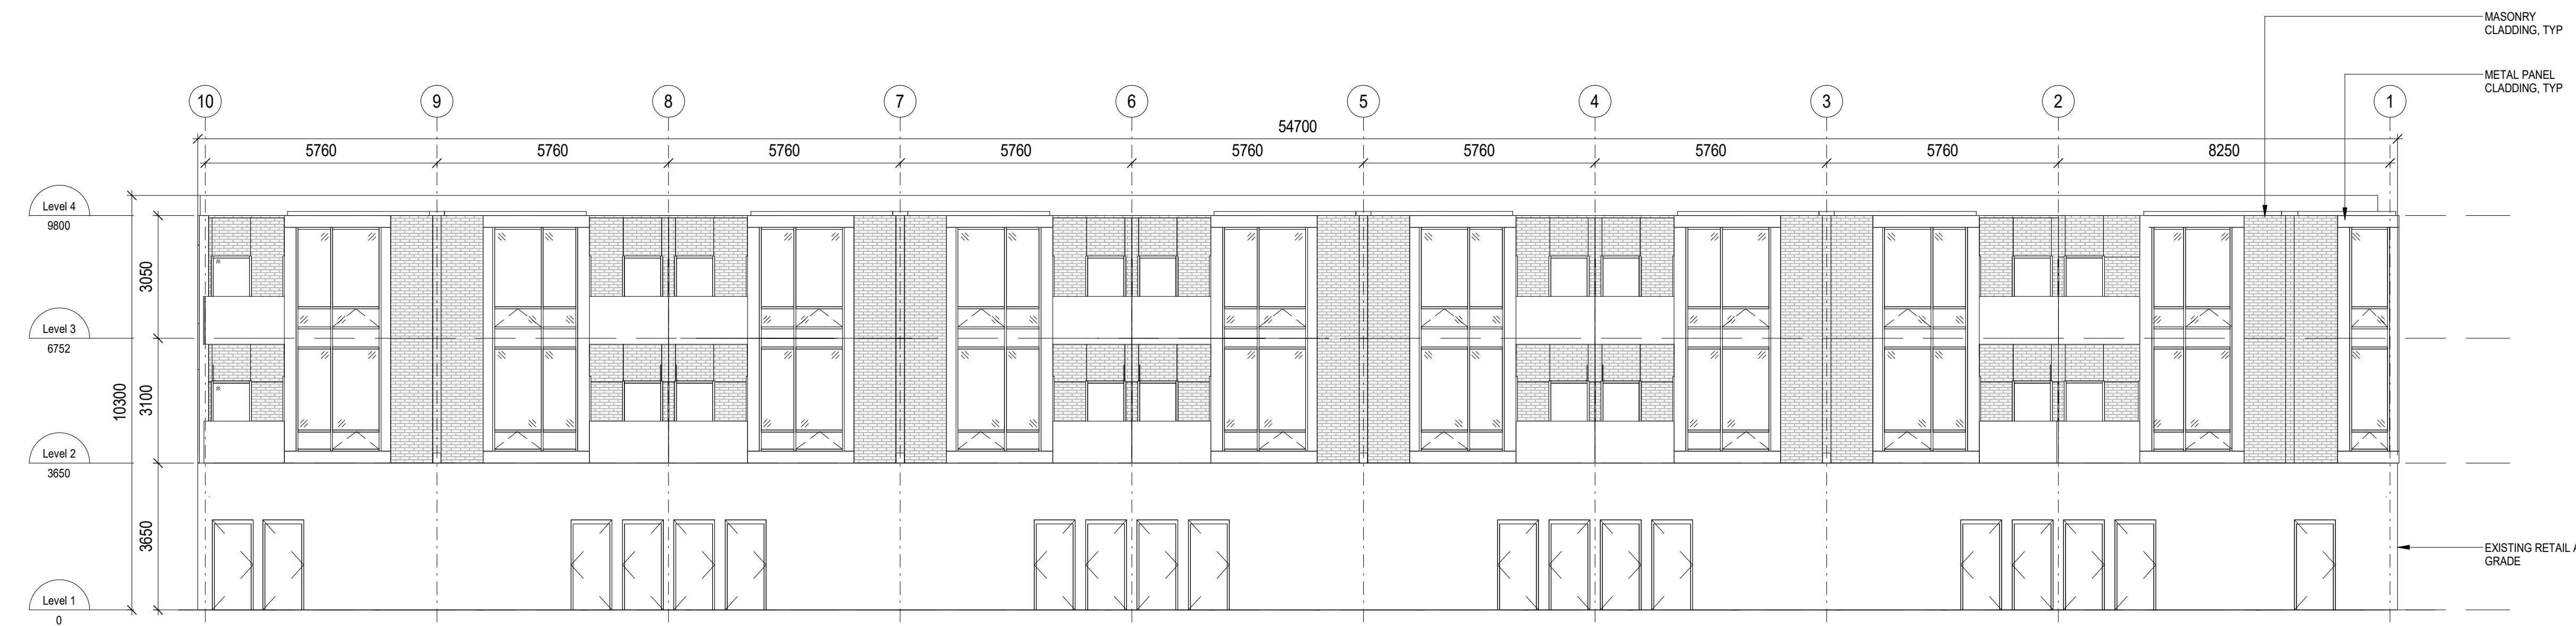 MASONRY
CLADDING, TYP
METAL PANEL
CLADDING, TYP
10 9 8 7 6 5 4 3 2 1
54700
5760 5760 5760 5760 5760 5760 5760 5760 8250
Level 4
9800
3050
Level 3
6752
10300
3100
Level 2
3650
3650
EXISTING RETAIL A
GRADE
Level 1
0